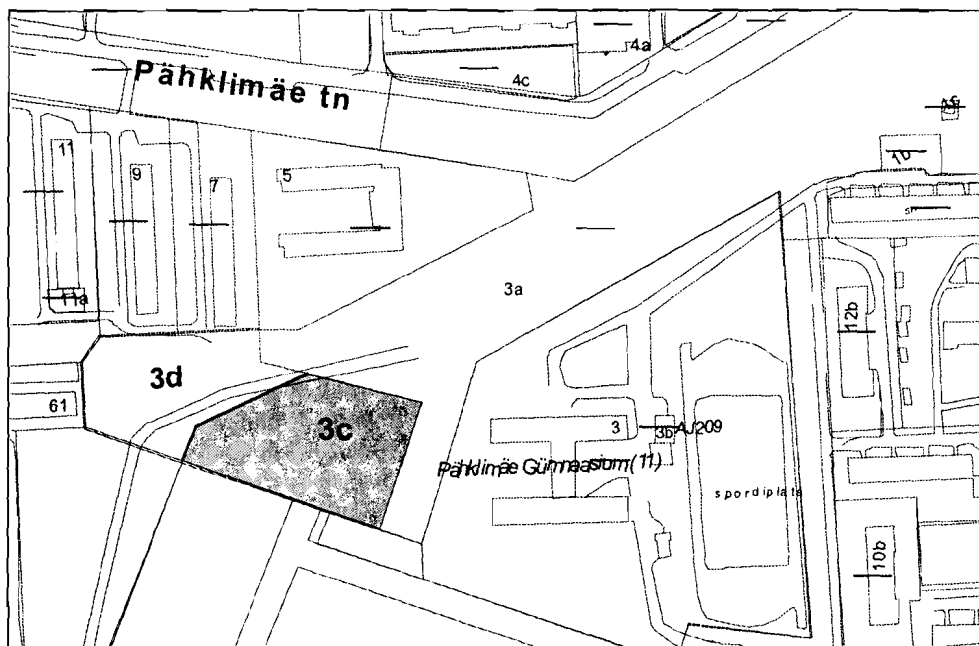 Pähklimäe tn
4a
4c
1b
11
9
7
5
3a
11a
12b
3d
61
3c
3
3b
AJ209
Pähklimäe Gümnaasium(11.)
spordiplats
10b